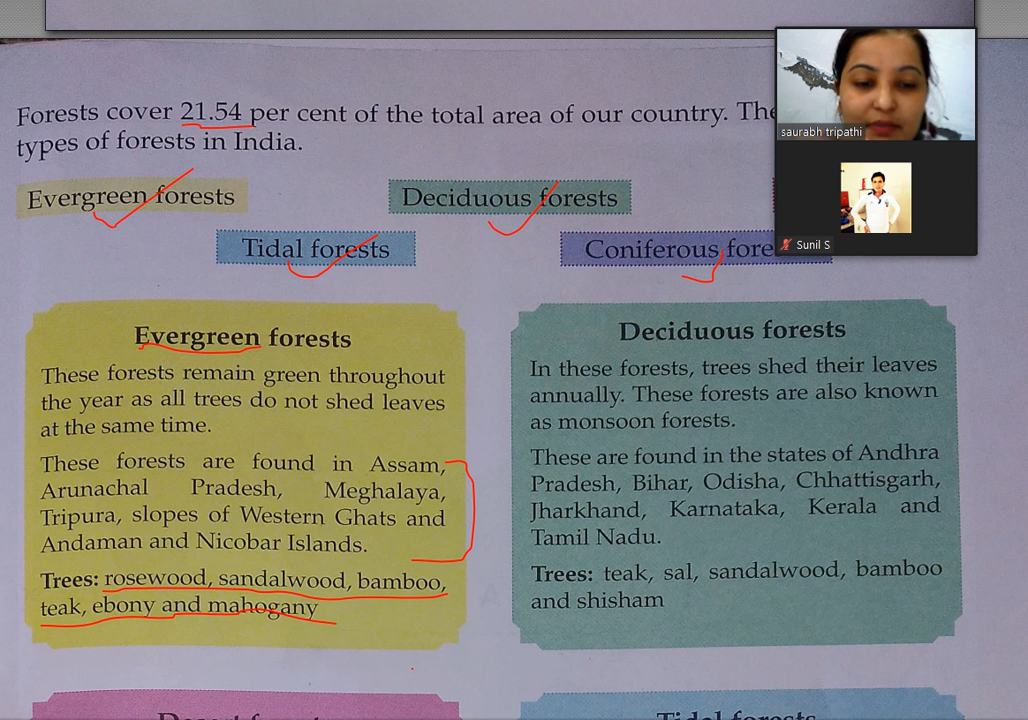 Forests cover 21.54 per cent of the total area of our country. The
types of forests in India.
saurabh tripathi
Evergreen forests
Deciduous forests
Tidal forests
Coniferous fore
Sunil S
Evergreen forests
These forests remain green throughout
the year as all trees do not shed leaves
at the same time.
These forests are found in Assam,
Arunachal Pradesh, Meghalaya,
Tripura, slopes of Western Ghats and
Andaman and Nicobar Islands.
Trees: rosewood, sandalwood, bamboo,
teak, ebony and mahogany
Deciduous forests
In these forests, trees shed their leaves
annually. These forests are also known
as monsoon forests.
These are found in the states of Andhra
Pradesh, Bihar, Odisha, Chhattisgarh,
Jharkhand, Karnataka, Kerala and
Tamil Nadu.
Trees: teak, sal, sandalwood, bamboo
and shisham
Desert forests
Tidal forests